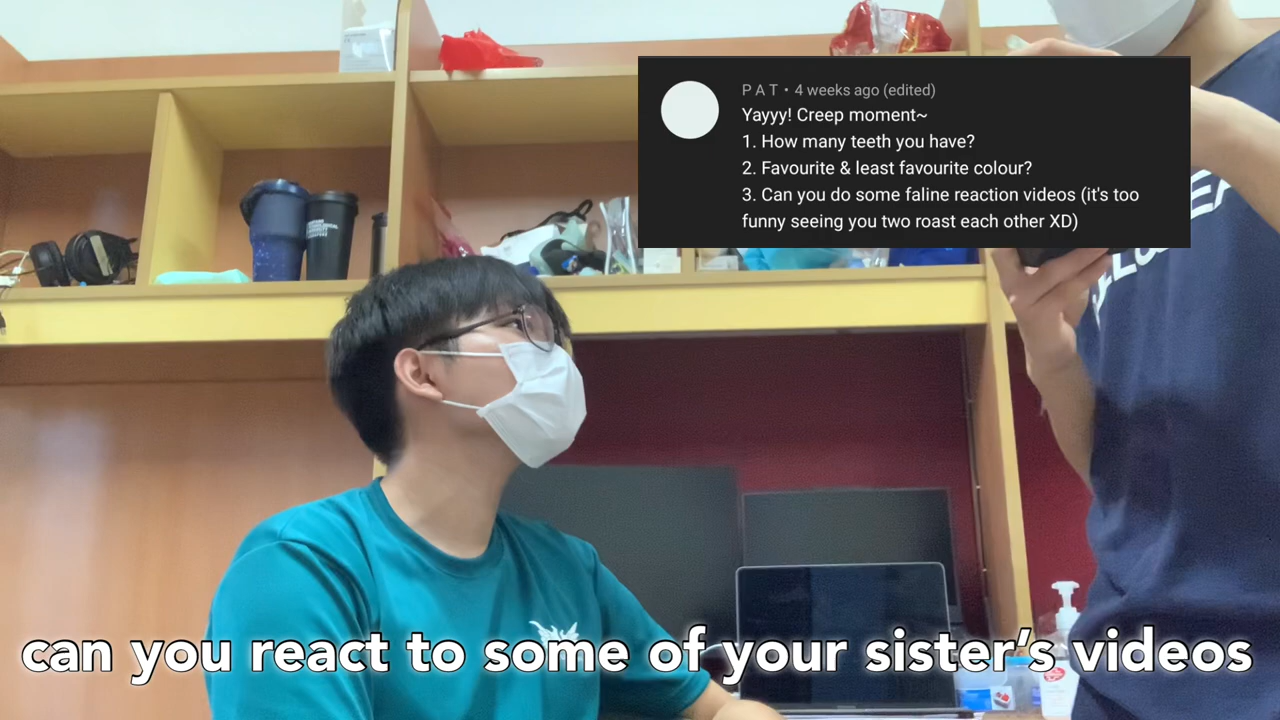 P A T • 4 weeks ago (edited)
Yayyy! Creep moment~
1. How many teeth you have?
2. Favourite & least favourite colour?
3. Can you do some faline reaction videos (it's too
funny seeing you two roast each other XD)
can you react to some of your sister's videos